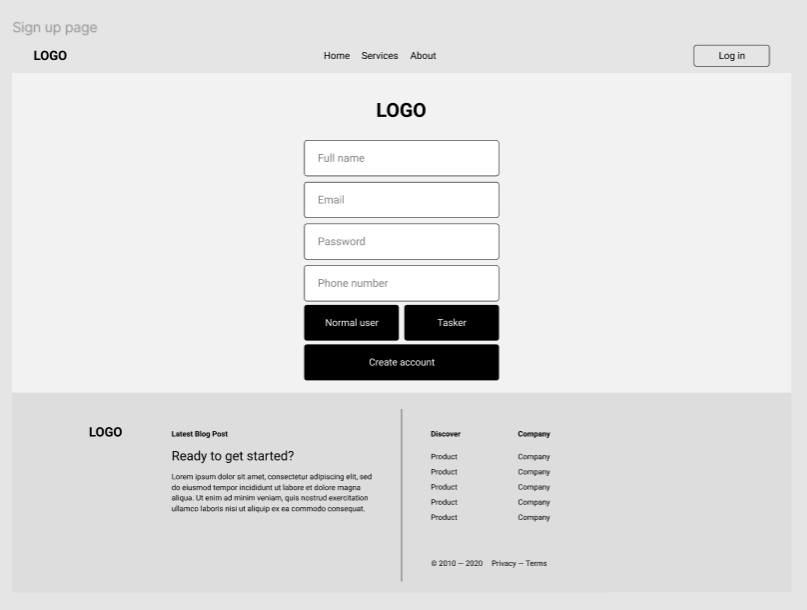 Sign up page
LOGO
Home Services About
Log in
LOGO
Full name
Email
Password
Phone number
Normal user
Tasker
Create account
LOGO
Latest Blog Post
Ready to get started?
Lorem ipsum dolor sit amet, consectetur adipiscing elit, sed
do eiusmod tempor incididunt ut labore et dolore magna
aliqua. Ut enim ad minim veniam, quis nostrud exercitation
ullamco laboris nisi ut aliquip ex ea commodo consequat.
Discover
Product
Product
Product
Product
Product
Company
Company
Company
Company
Company
Company
© 2010 — 2020 Privacy — Terms